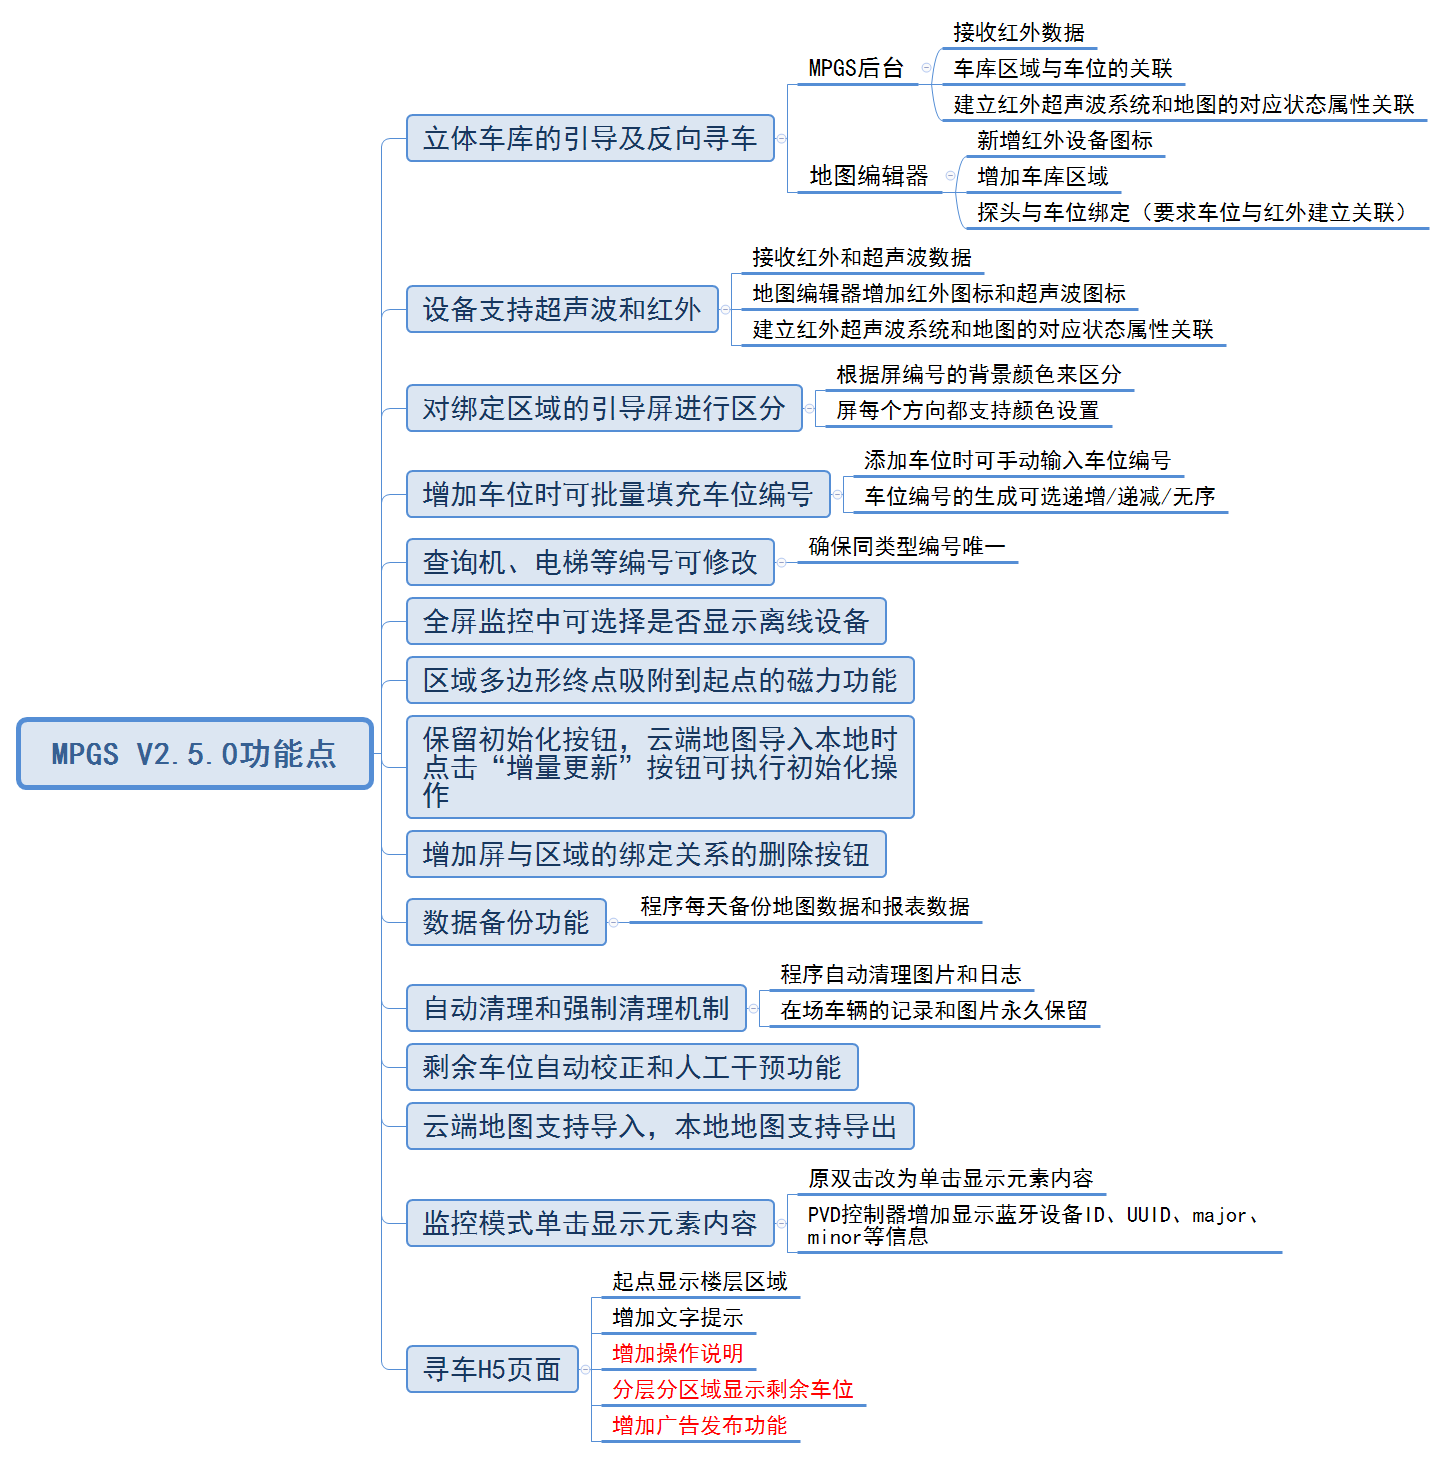 MPGS V2.5.0功能点
立体车库的引导及反向寻车
MPGS后台
接收红外数据
车库区域与车位的关联
建立红外超声波系统和地图的对应状态属性关联
地图编辑器
新增红外设备图标
增加车库区域
探头与车位绑定（要求车位与红外建立关联）
设备支持超声波和红外
接收红外和超声波数据
地图编辑器增加红外图标和超声波图标
建立红外超声波系统和地图的对应状态属性关联
对绑定区域的引导屏进行区分
根据屏编号的背景颜色来区分
屏每个方向都支持颜色设置
增加车位时可批量填充车位编号
添加车位时可手动输入车位编号
车位编号的生成可选递增/递减/无序
查询机、电梯等编号可修改
确保同类型编号唯一
全屏监控中可选择是否显示离线设备
区域多边形终点吸附到起点的磁力功能
保留初始化按钮，云端地图导入本地时
点击“增量更新”按钮可执行初始化操
作
增加屏与区域的绑定关系的删除按钮
数据备份功能
程序每天备份地图数据和报表数据
自动清理和强制清理机制
程序自动清理图片和日志
在场车辆的记录和图片永久保留
剩余车位自动校正和人工干预功能
云端地图支持导入，本地地图支持导出
监控模式单击显示元素内容
原双击改为单击显示元素内容
PVD控制器增加显示蓝牙设备ID、UUID、major、
minor等信息
寻车H5页面
起点显示楼层区域
增加文字提示
增加操作说明
分层分区域显示剩余车位
增加广告发布功能